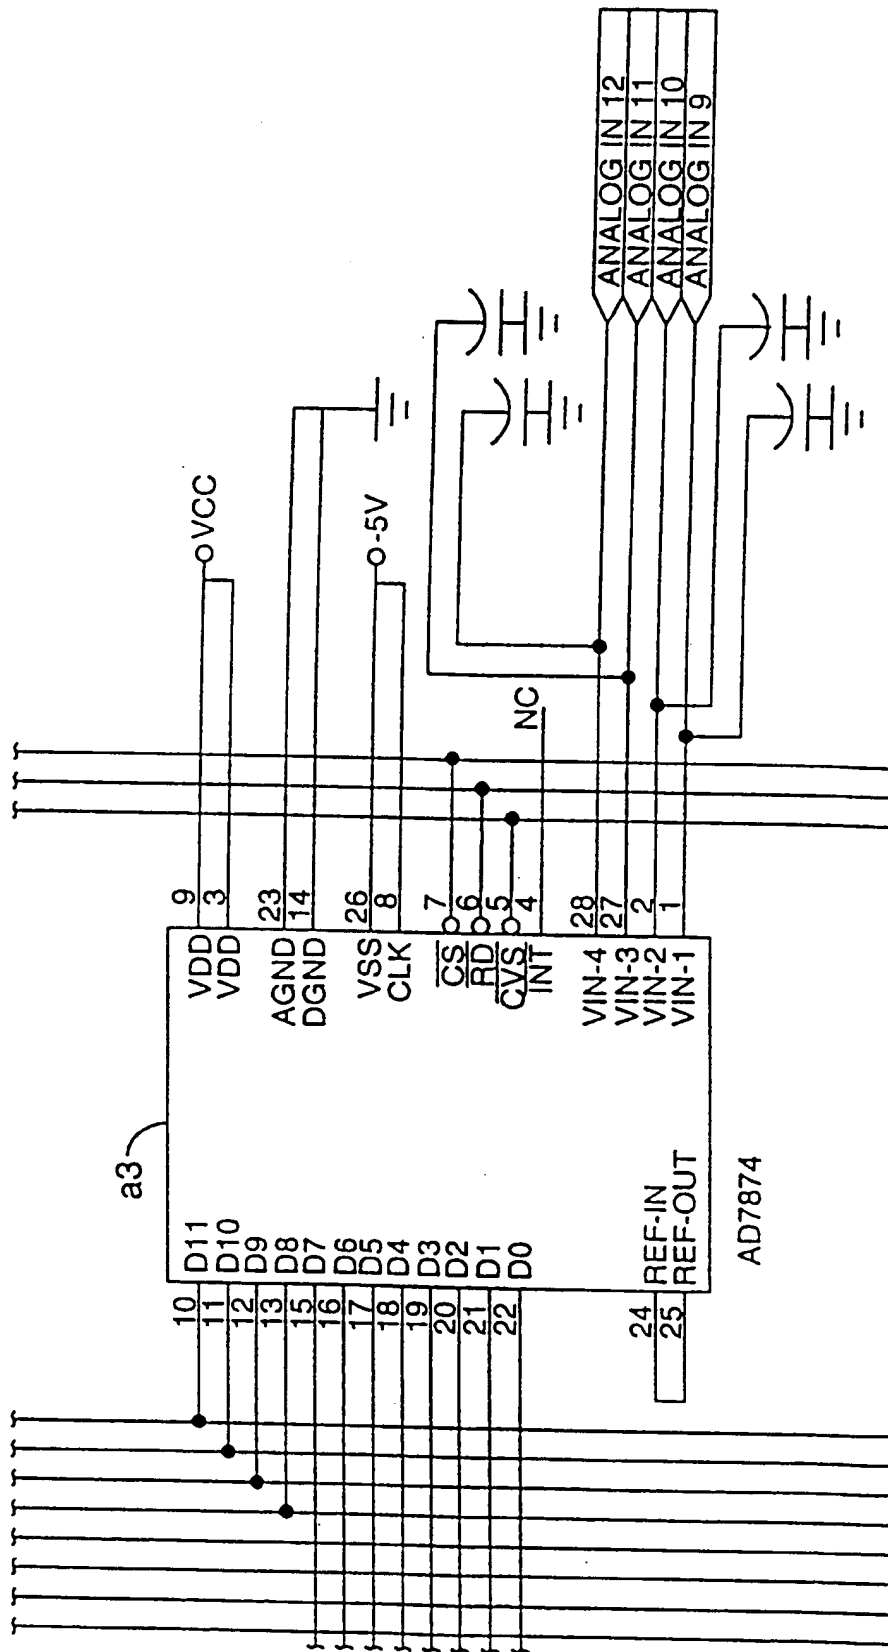 a3
AD7874
10 D11
11 D10
12 D9
13 D8
15 D7
16 D6
17 D5
18 D4
19 D3
20 D2
21 D1
22 D0
24 REF-IN
25 REF-OUT
VDD 9
VDD 3
VCC
AGND 23
DGND 14
VSS 26
CLK 8
-5V
CS 7
RD 6
CVS 5
INT 4
NC
VIN-4 28
VIN-3 27
VIN-2 2
VIN-1 1
ANALOG IN 12
ANALOG IN 11
ANALOG IN 10
ANALOG IN 9